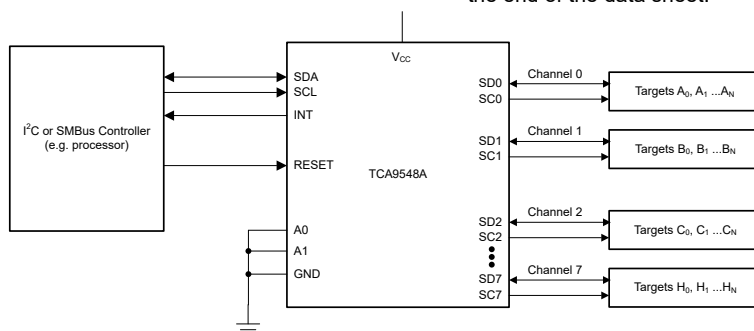 the end of the data sheet.
V_CC
I²C or SMBus Controller
(e.g. processor)
SDA
SCL
INT
RESET
A0
A1
GND
TCA9548A
SD0
SC0
SD1
SC1
SD2
SC2
SD7
SC7
Channel 0
Channel 1
Channel 2
Channel 7
Targets A₀, A₁ ...A_N
Targets B₀, B₁ ...B_N
Targets C₀, C₁ ...C_N
Targets H₀, H₁ ...H_N